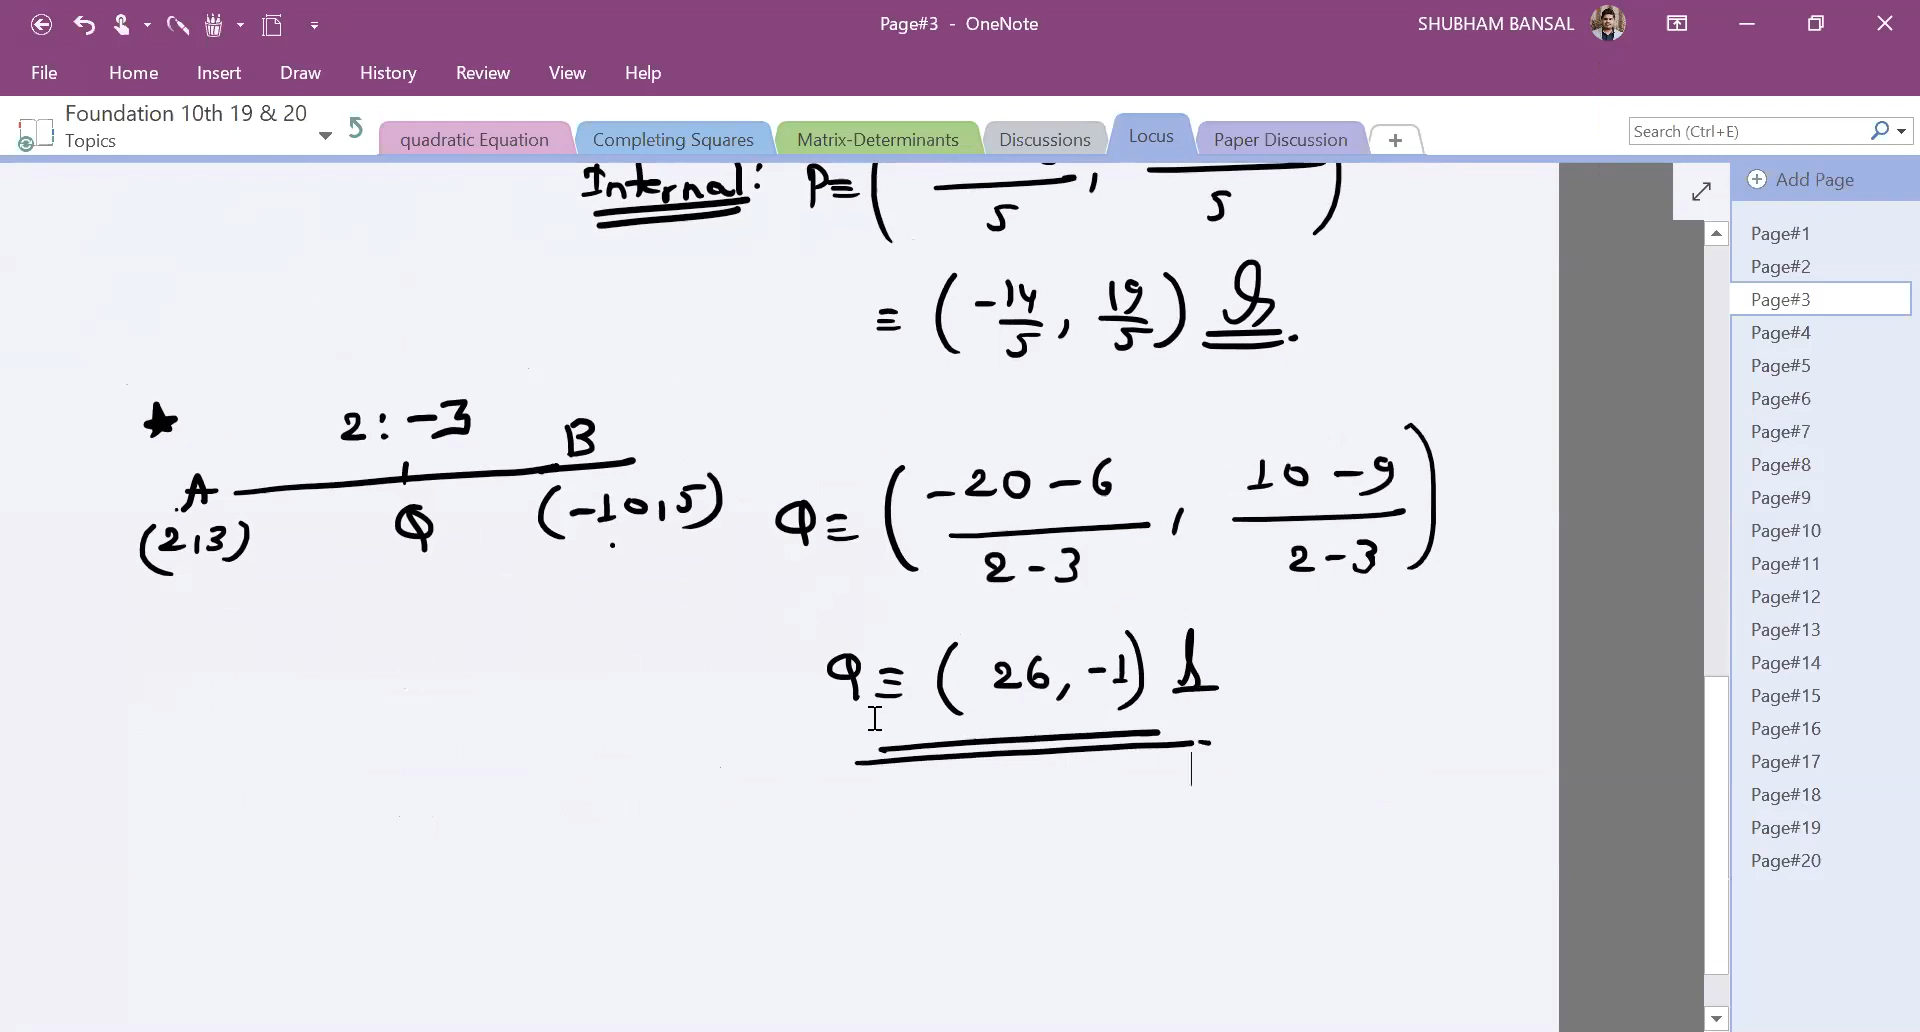 Page#3 - OneNote
SHUBHAM BANSAL
File Home Insert Draw History Review View Help
Foundation 10th 19 & 20
Topics
quadratic Equation
Completing Squares
Matrix-Determinants
Discussions
Locus
Paper Discussion
+
Search (Ctrl+E)
Add Page
Page#1
Page#2
Page#3
Page#4
Page#5
Page#6
Page#7
Page#8
Page#9
Page#10
Page#11
Page#12
Page#13
Page#14
Page#15
Page#16
Page#17
Page#18
Page#19
Page#20
Internal: P≡( /5 , /5 )
≡ ( -14/5 , 19/5 )
★ 2 : -3
A B
Q
(2,3) (-10,5)
Q≡ ( -20-6 / 2-3 , 10-9 / 2-3 )
Q≡ ( 26, -1)